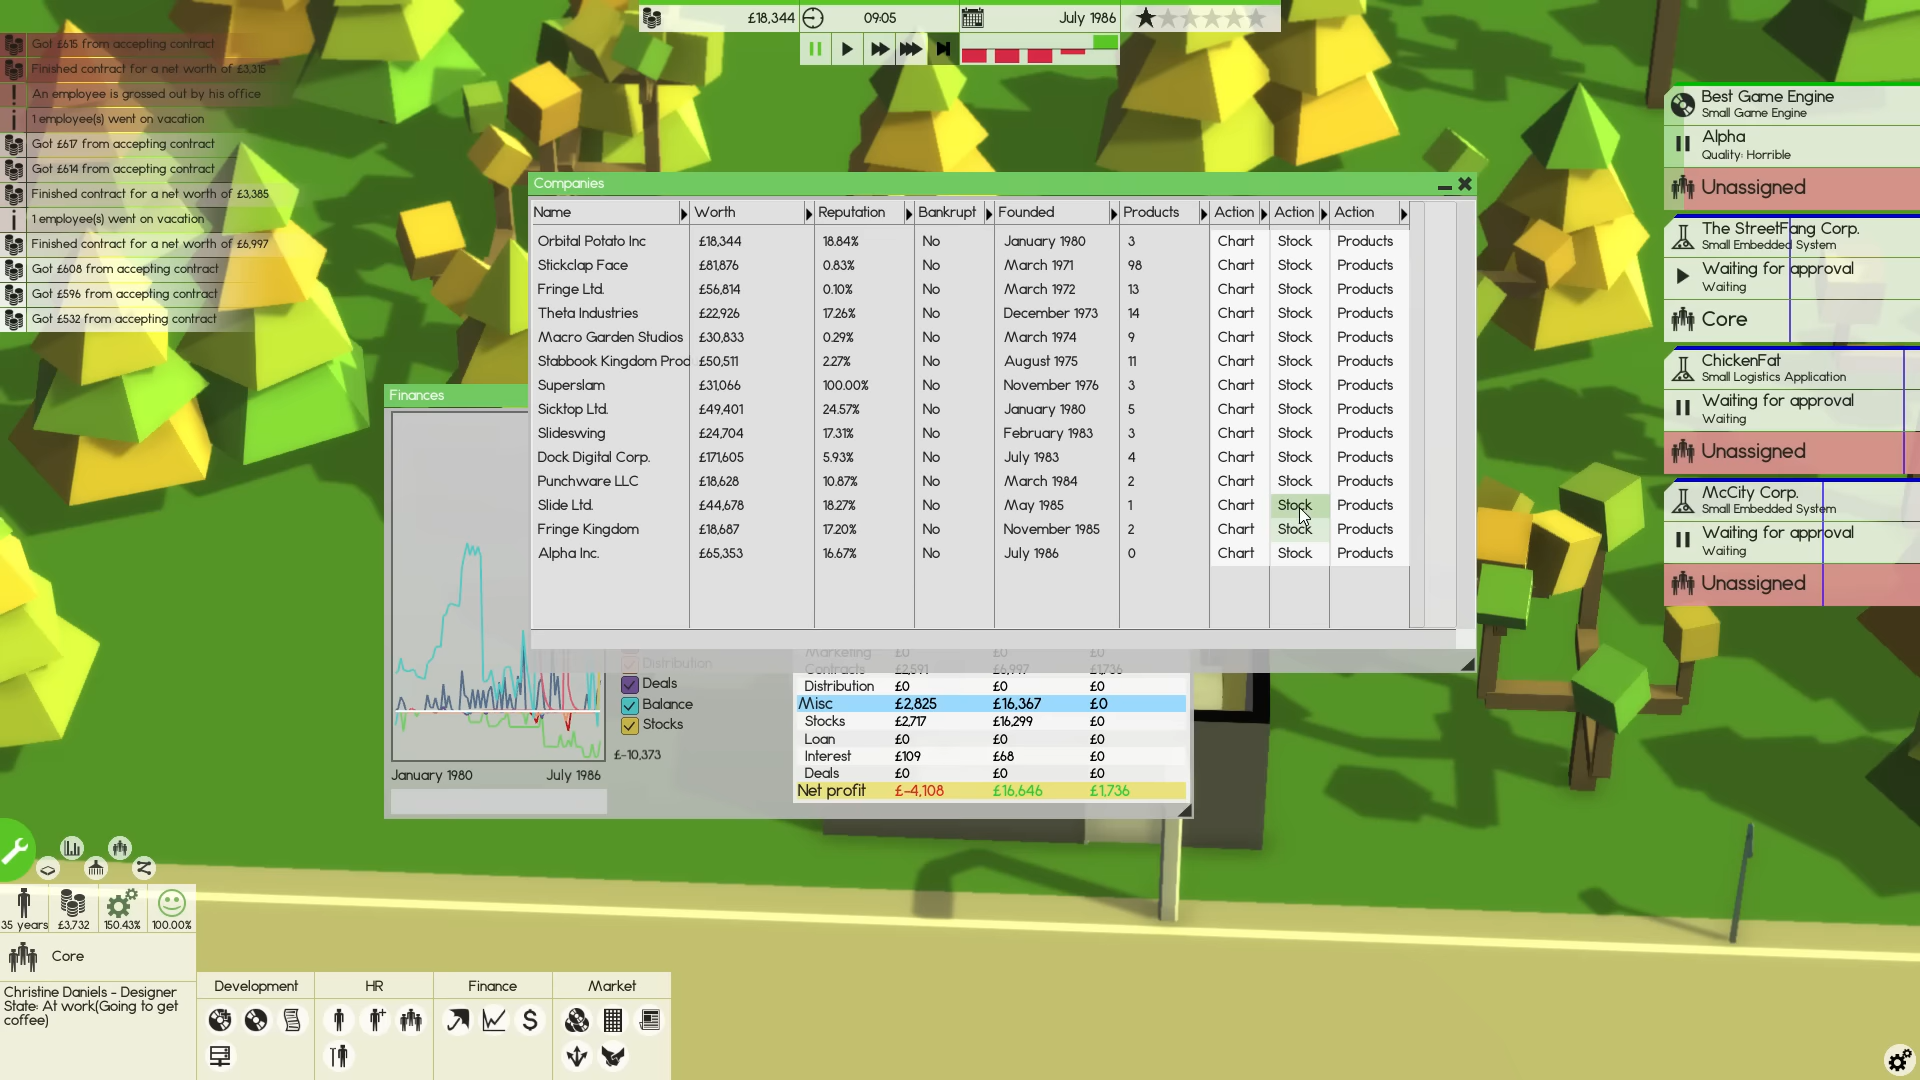 £18,344
09:05
July 1986
Got £615 from accepting contract
Finished contract for a net worth of £3,315
An employee is grossed out by his office
1 employee(s) went on vacation
Got £617 from accepting contract
Got £614 from accepting contract
Finished contract for a net worth of £3,385
1 employee(s) went on vacation
Finished contract for a net worth of £6,997
Got £608 from accepting contract
Got £596 from accepting contract
Got £532 from accepting contract
Best Game Engine
Small Game Engine
Alpha
Quality: Horrible
Unassigned
The StreetFang Corp.
Small Embedded System
Waiting for approval
Waiting
Core
ChickenFat
Small Logistics Application
Waiting for approval
Waiting
Unassigned
McCity Corp.
Small Embedded System
Waiting for approval
Waiting
Unassigned
Companies
Name Worth Reputation Bankrupt Founded Products Action Action Action
Orbital Potato Inc £18,344 18.84% No January 1980 3 Chart Stock Products
Stickclap Face £81,876 0.83% No March 1971 98 Chart Stock Products
Fringe Ltd. £56,814 0.10% No March 1972 13 Chart Stock Products
Theta Industries £22,926 17.26% No December 1973 14 Chart Stock Products
Macro Garden Studios £30,833 0.29% No March 1974 9 Chart Stock Products
Stabbook Kingdom Prod £50,511 2.27% No August 1975 11 Chart Stock Products
Superslam £31,066 100.00% No November 1976 3 Chart Stock Products
Sicktop Ltd. £49,401 24.57% No January 1980 5 Chart Stock Products
Slideswing £24,704 17.31% No February 1983 3 Chart Stock Products
Dock Digital Corp. £171,605 5.93% No July 1983 4 Chart Stock Products
Punchware LLC £18,628 10.87% No March 1984 2 Chart Stock Products
Slide Ltd. £44,678 18.27% No May 1985 1 Chart Stock Products
Fringe Kingdom £18,687 17.20% No November 1985 2 Chart Stock Products
Alpha Inc. £65,353 16.67% No July 1986 0 Chart Stock Products
Finances
Distribution
Deals
Balance
Stocks
£-10,373
January 1980 July 1986
Marketing £0 £0 £0
Contracts £2,591 £6,997 £1,736
Distribution £0 £0 £0
Misc £2,825 £16,367 £0
Stocks £2,717 £16,299 £0
Loan £0 £0 £0
Interest £109 £68 £0
Deals £0 £0 £0
Net profit £-4,108 £16,646 £1,736
35 years £3,732 150.43% 100.00%
Core
Christine Daniels - Designer
State: At work(Going to get
coffee)
Development HR Finance Market